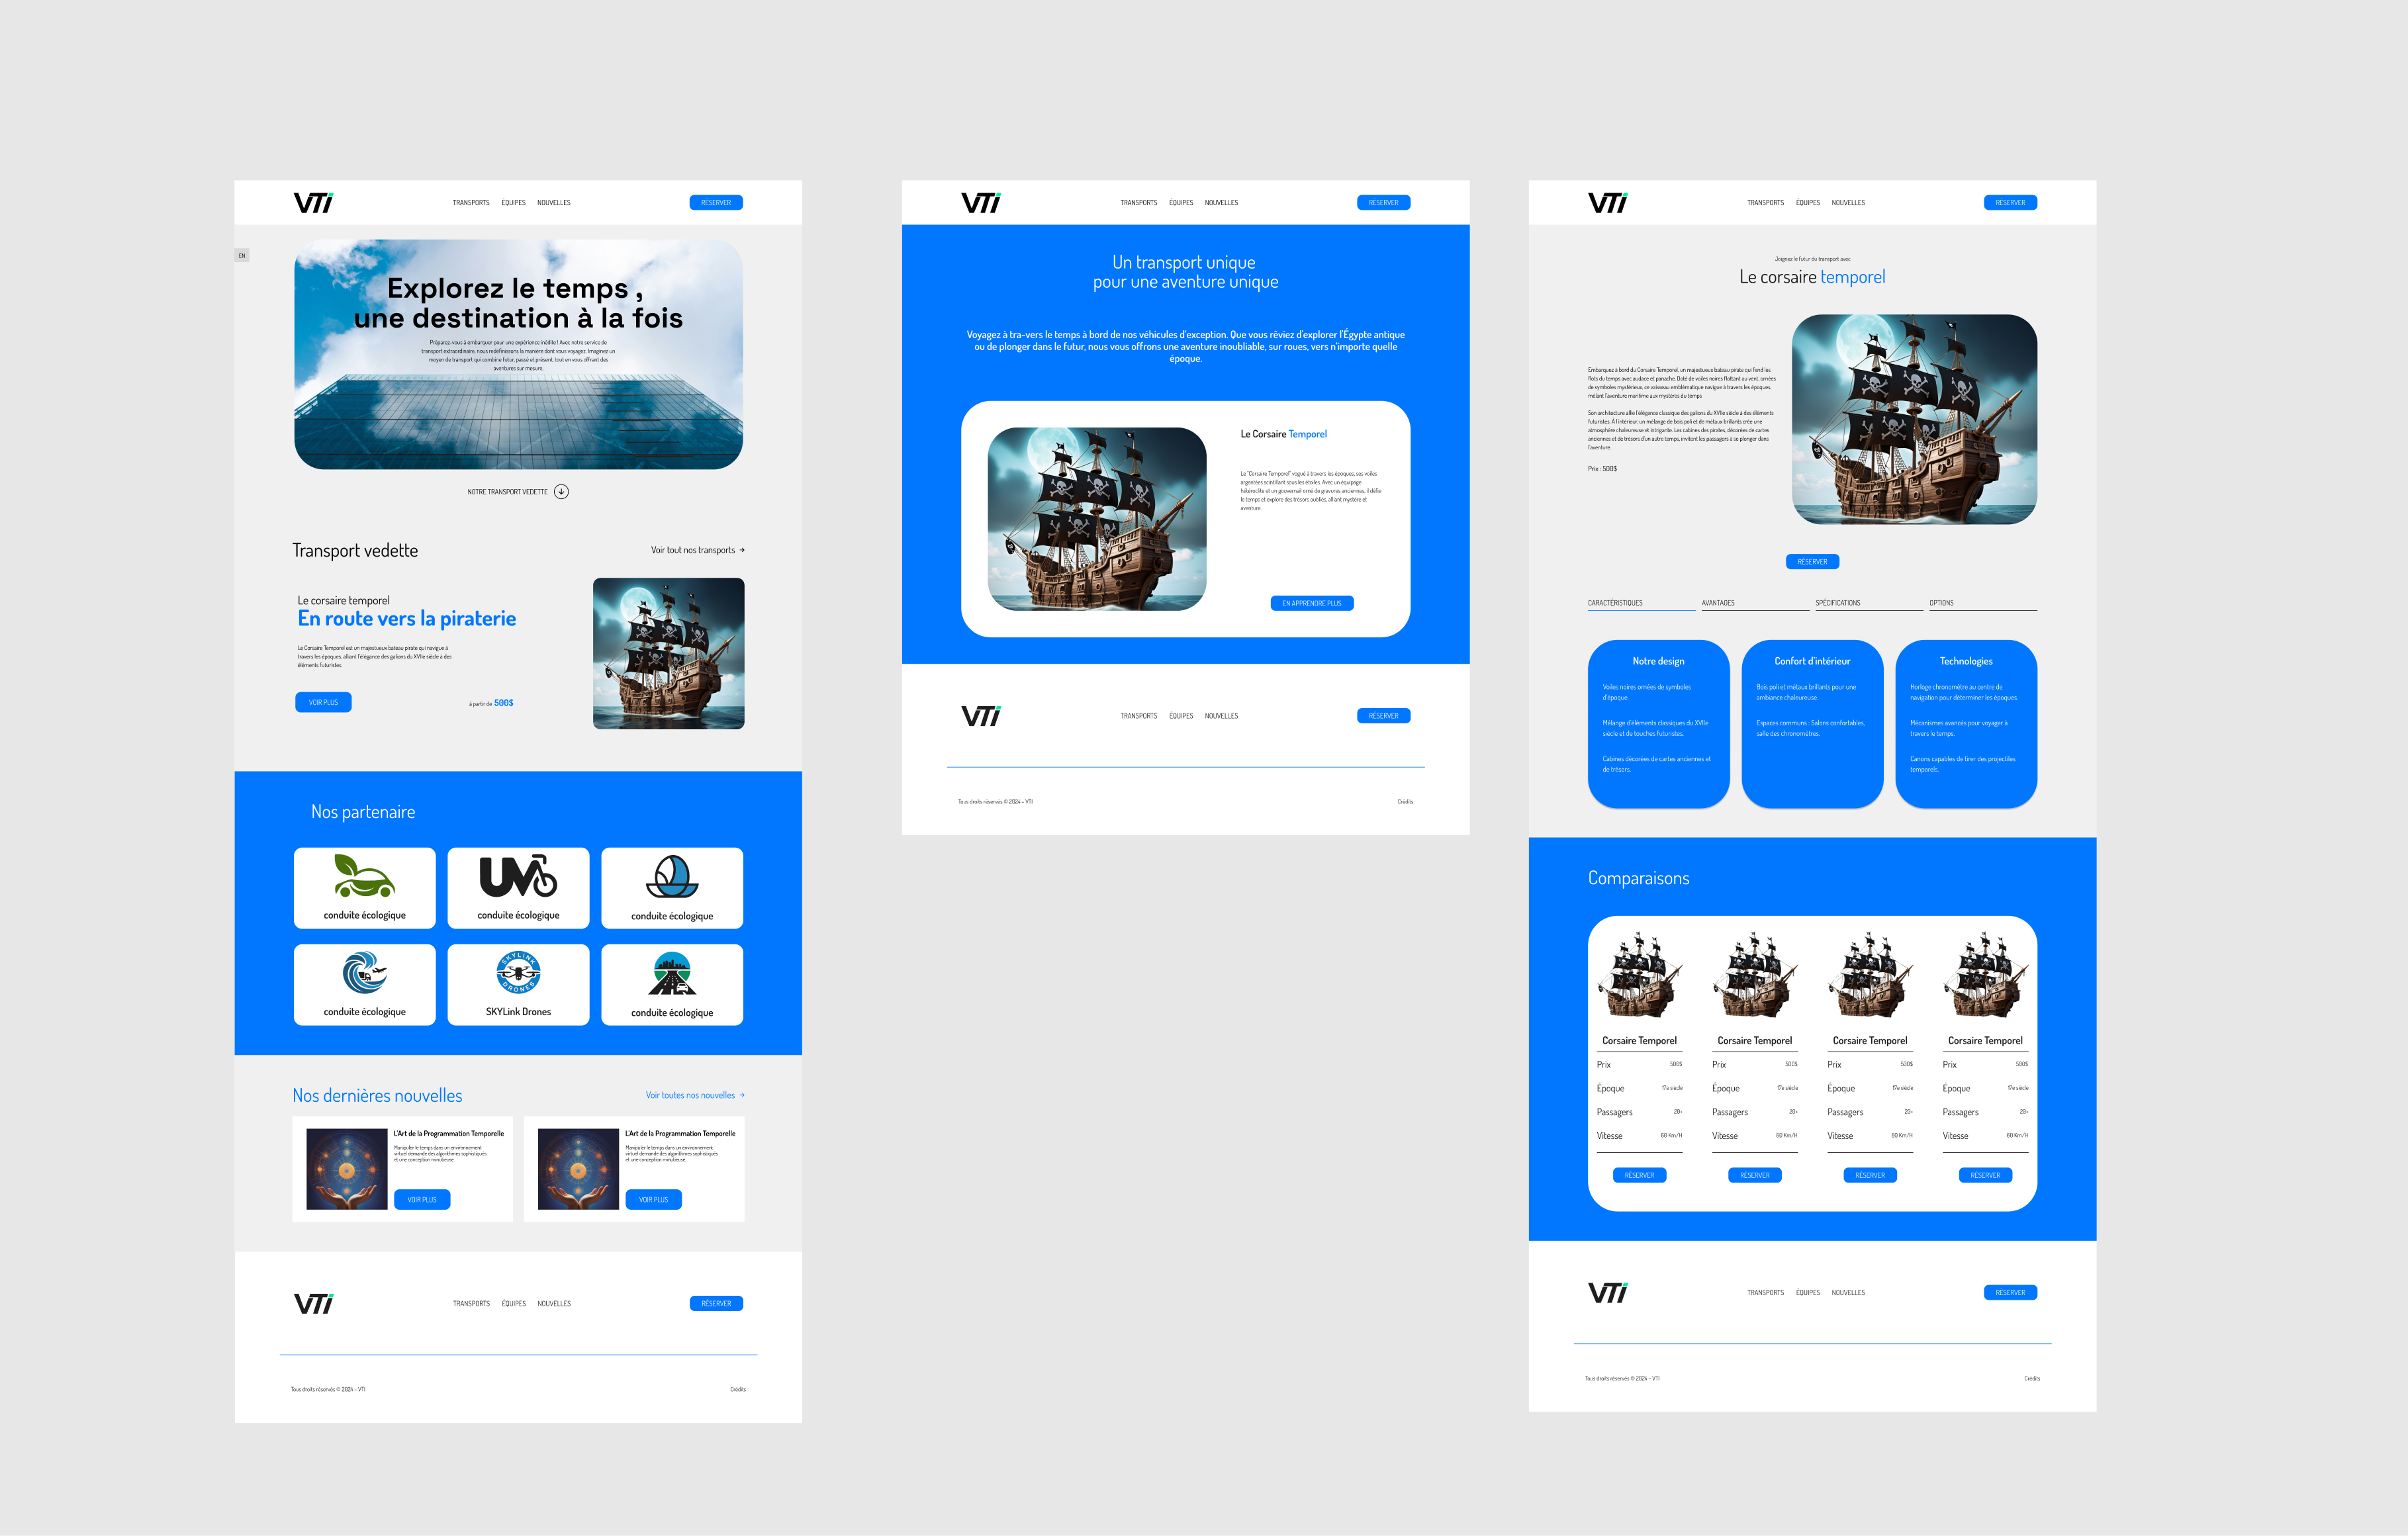 VTi
TRANSPORTS ÉQUIPES NOUVELLES
RÉSERVER
EN
Explorez le temps ,
une destination à la fois
Préparez-vous à embarquer pour une expérience inédite ! Avec notre service de
transport extraordinaire, nous redéfinissons la manière dont vous voyagez. Imaginez un
moyen de transport qui combine futur, passé et présent, tout en vous offrant des
aventures sur mesure.
NOTRE TRANSPORT VEDETTE
Transport vedette
Voir tout nos transports →
Le corsaire temporel
En route vers la piraterie
Le Corsaire Temporel est un majestueux bateau pirate qui navigue à
travers les époques, alliant l'élégance des galions du XVIIe siècle à des
éléments futuristes.
VOIR PLUS
à partir de 500$
Nos partenaire
conduite écologique
UM
conduite écologique
conduite écologique
conduite écologique
SKYLINK DRONES
SKYLink Drones
conduite écologique
Nos dernières nouvelles
Voir toutes nos nouvelles →
L'Art de la Programmation Temporelle
Manipuler le temps dans un environnement
virtuel demande des algorithmes sophistiqués
et une conception minutieuse
VOIR PLUS
L'Art de la Programmation Temporelle
Manipuler le temps dans un environnement
virtuel demande des algorithmes sophistiqués
et une conception minutieuse
VOIR PLUS
VTi
TRANSPORTS ÉQUIPES NOUVELLES
RÉSERVER
Tous droits réservés © 2024 – VTI
Crédits
VTi
TRANSPORTS ÉQUIPES NOUVELLES
RÉSERVER
Un transport unique
pour une aventure unique
Voyagez à tra-vers le temps à bord de nos véhicules d'exception. Que vous rêviez d'explorer l'Égypte antique
ou de plonger dans le futur, nous vous offrons une aventure inoubliable, sur roues, vers n'importe quelle
époque.
Le Corsaire Temporel
Le "Corsaire Temporel" vogue à travers les époques, ses voiles
argentées scintillant sous les étoiles. Avec un équipage
hétéroclite et un gouvernail orné de gravures anciennes, il défie
le temps et explore des trésors oubliés, alliant mystère et
aventure.
EN APPRENDRE PLUS
VTi
TRANSPORTS ÉQUIPES NOUVELLES
RÉSERVER
Tous droits réservés © 2024 – VTI
Crédits
VTi
TRANSPORTS ÉQUIPES NOUVELLES
RÉSERVER
Joignez le futur du transport avec
Le corsaire temporel
Embarquez à bord du Corsaire Temporel, un majestueux bateau pirate qui fend les
flots du temps avec audace et panache. Doté de voiles noires flottant au vent, ornées
de symboles mystérieux, ce vaisseau emblématique navigue à travers les époques,
mêlant l'aventure maritime aux mystères du temps
Son architecture allie l'élégance classique des galions du XVIIe siècle à des éléments
futuristes. À l'intérieur, un mélange de bois poli et de métaux brillants crée une
atmosphère chaleureuse et intrigante. Les cabines des pirates, décorées de cartes
anciennes et de trésors d'un autre temps, invitent les passagers à se plonger dans
l'aventure.
Prix : 500$
RÉSERVER
CARACTÉRISTIQUES AVANTAGES SPÉCIFICATIONS OPTIONS
Notre design
Voiles noires ornées de symboles
d'époque.
Mélange d'éléments classiques du XVIIe
siècle et de touches futuristes.
Cabines décorées de cartes anciennes et
de trésors.
Confort d'intérieur
Bois poli et métaux brillants pour une
ambiance chaleureuse.
Espaces communs : Salons confortables,
salle des chronomètres.
Technologies
Horloge chronomètre au centre de
navigation pour déterminer les époques.
Mécanismes avancés pour voyager à
travers le temps.
Canons capables de tirer des projectiles
temporels.
Comparaisons
Corsaire Temporel Corsaire Temporel Corsaire Temporel Corsaire Temporel
Prix 500$ Prix 500$ Prix 500$ Prix 500$
Époque 17e siècle Époque 17e siècle Époque 17e siècle Époque 17e siècle
Passagers 20+ Passagers 20+ Passagers 20+ Passagers 20+
Vitesse 60 Km/H Vitesse 60 Km/H Vitesse 60 Km/H Vitesse 60 Km/H
RÉSERVER RÉSERVER RÉSERVER RÉSERVER
VTi
TRANSPORTS ÉQUIPES NOUVELLES
RÉSERVER
Tous droits réservés © 2024 – VTI
Crédits